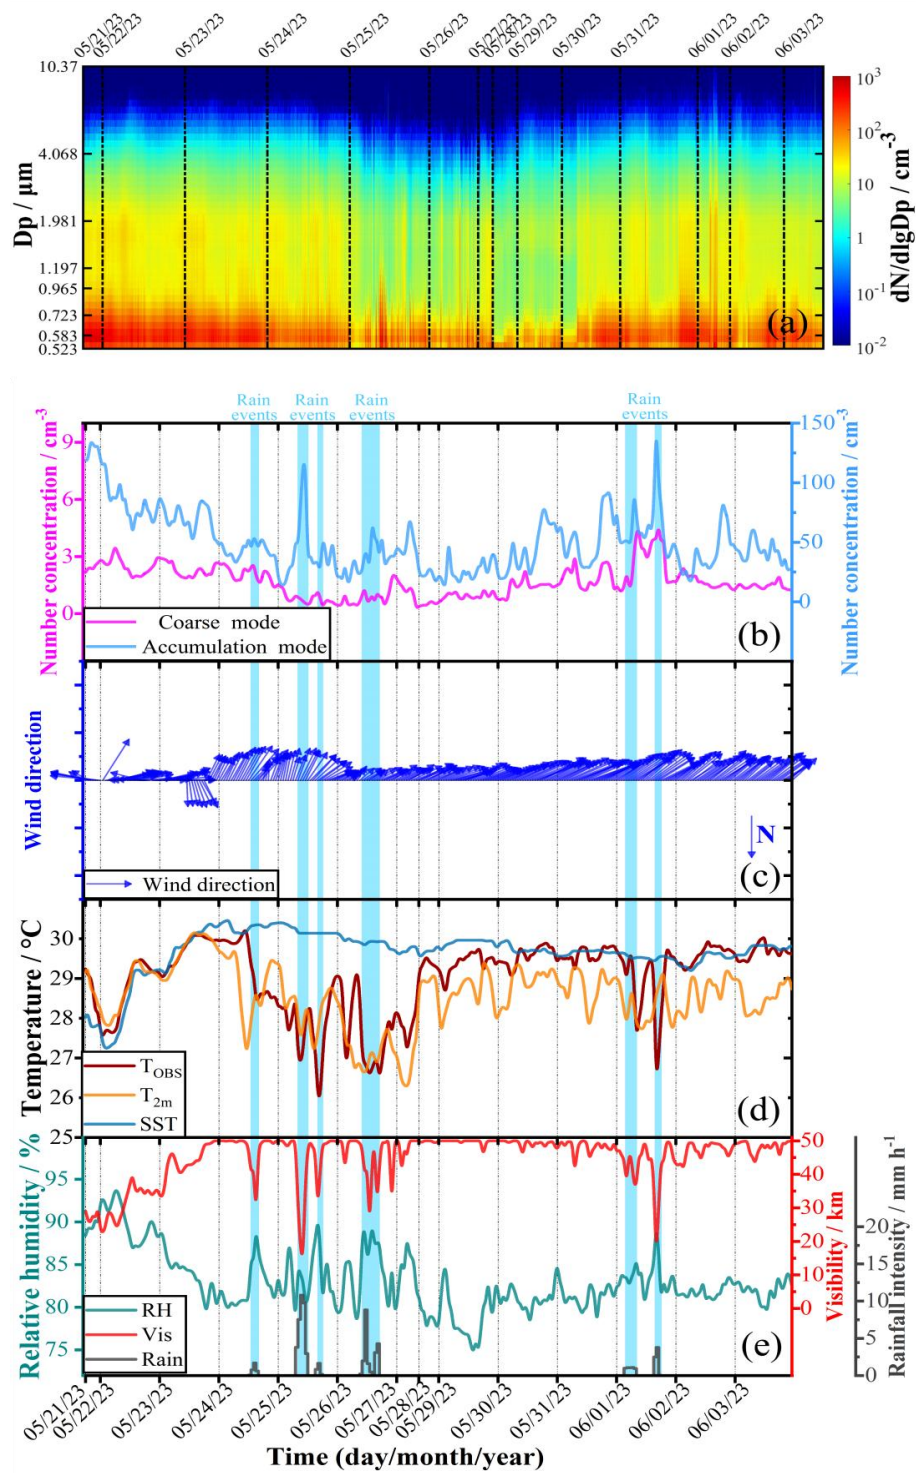 05/21/23
05/22/23
05/23/23
05/24/23
05/25/23
05/26/23
05/27/23
05/28/23
05/29/23
05/30/23
05/31/23
06/01/23
06/02/23
06/03/23
Dp / μm
10.37
4.068
1.981
1.197
0.965
0.723
0.583
0.523
(a)
10^3
10^2
10
1
10^-1
10^-2
dN/dlgDp / cm^-3
Rain events
Rain events
Rain events
Rain events
Number concentration / cm^-3
9
6
3
0
150
100
50
0
Number concentration / cm^-3
Coarse mode
Accumulation mode
(b)
Wind direction
N
Wind direction
(c)
Temperature / °C
30
29
28
27
26
25
T_OBS
T_2m
SST
(d)
Relative humidity / %
95
90
85
80
75
RH
Vis
Rain
(e)
50
40
30
20
10
0
Visibility / km
20
15
10
5
0
Rainfall intensity / mm h^-1
05/21/23
05/22/23
05/23/23
05/24/23
05/25/23
05/26/23
05/27/23
05/28/23
05/29/23
05/30/23
05/31/23
06/01/23
06/02/23
06/03/23
Time (day/month/year)